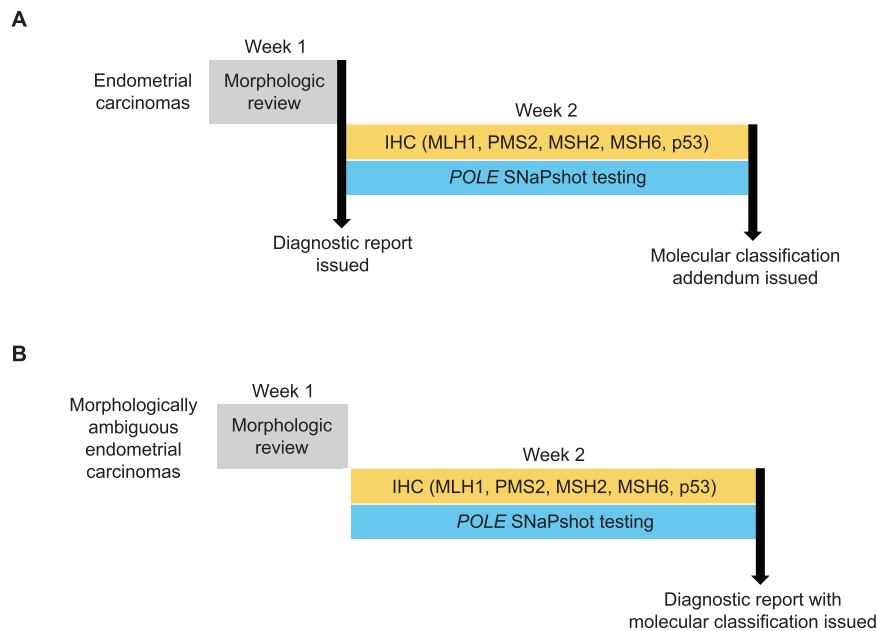 A
Week 1
Endometrial
carcinomas
Morphologic
review
Week 2
IHC (MLH1, PMS2, MSH2, MSH6, p53)
POLE SNaPshot testing
Diagnostic report
issued
Molecular classification
addendum issued
B
Week 1
Morphologically
ambiguous
endometrial
carcinomas
Morphologic
review
Week 2
IHC (MLH1, PMS2, MSH2, MSH6, p53)
POLE SNaPshot testing
Diagnostic report with
molecular classification issued